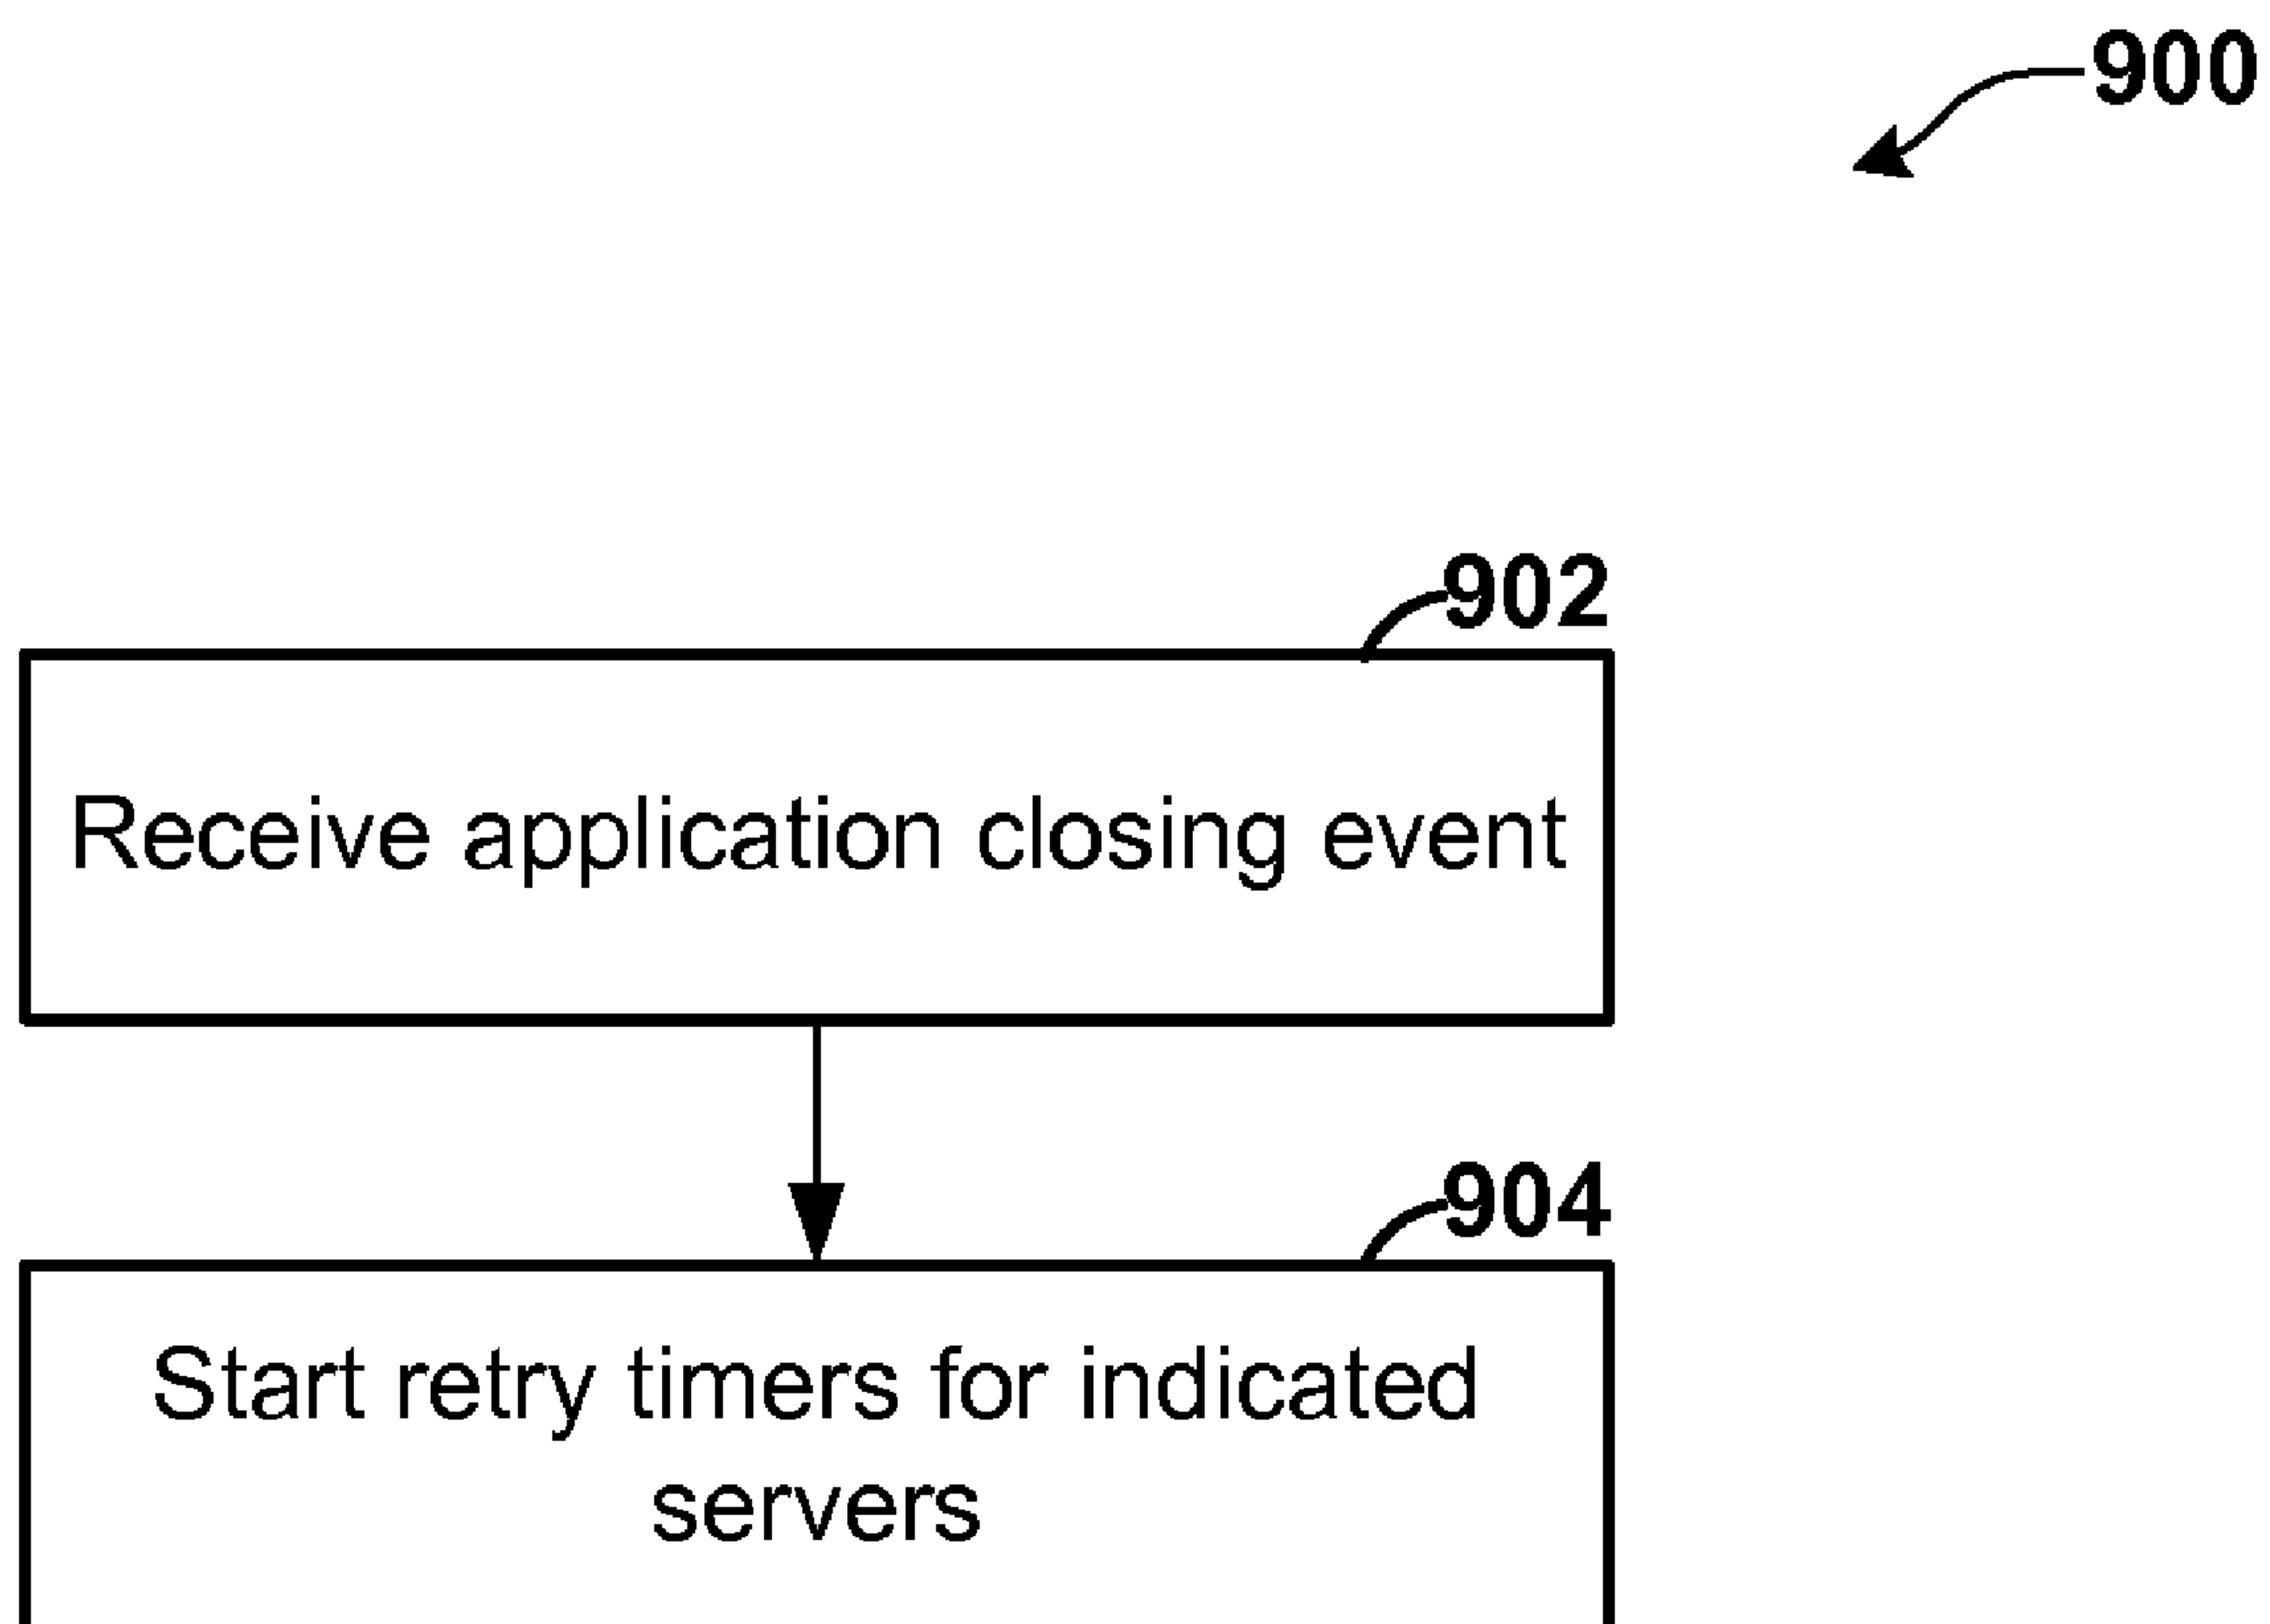 900
902
Receive application closing event
904
Start retry timers for indicated
servers